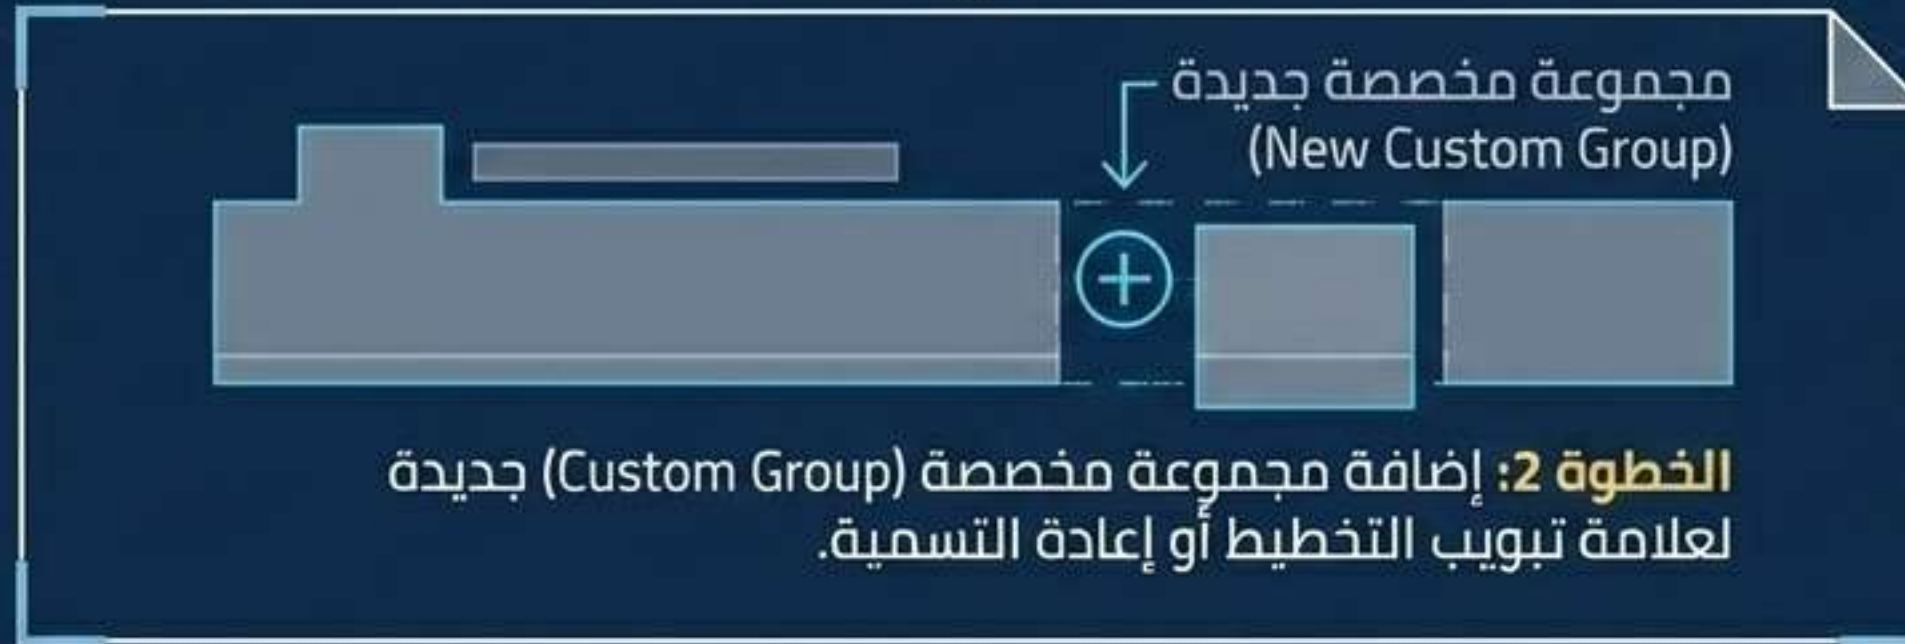 مجموعة مخصصة جديدة
(New Custom Group)
الخطوة 2: إضافة مجموعة مخصصة (Custom Group) جديدة
لعلامة تبويب التخطيط أو إعادة التسمية.